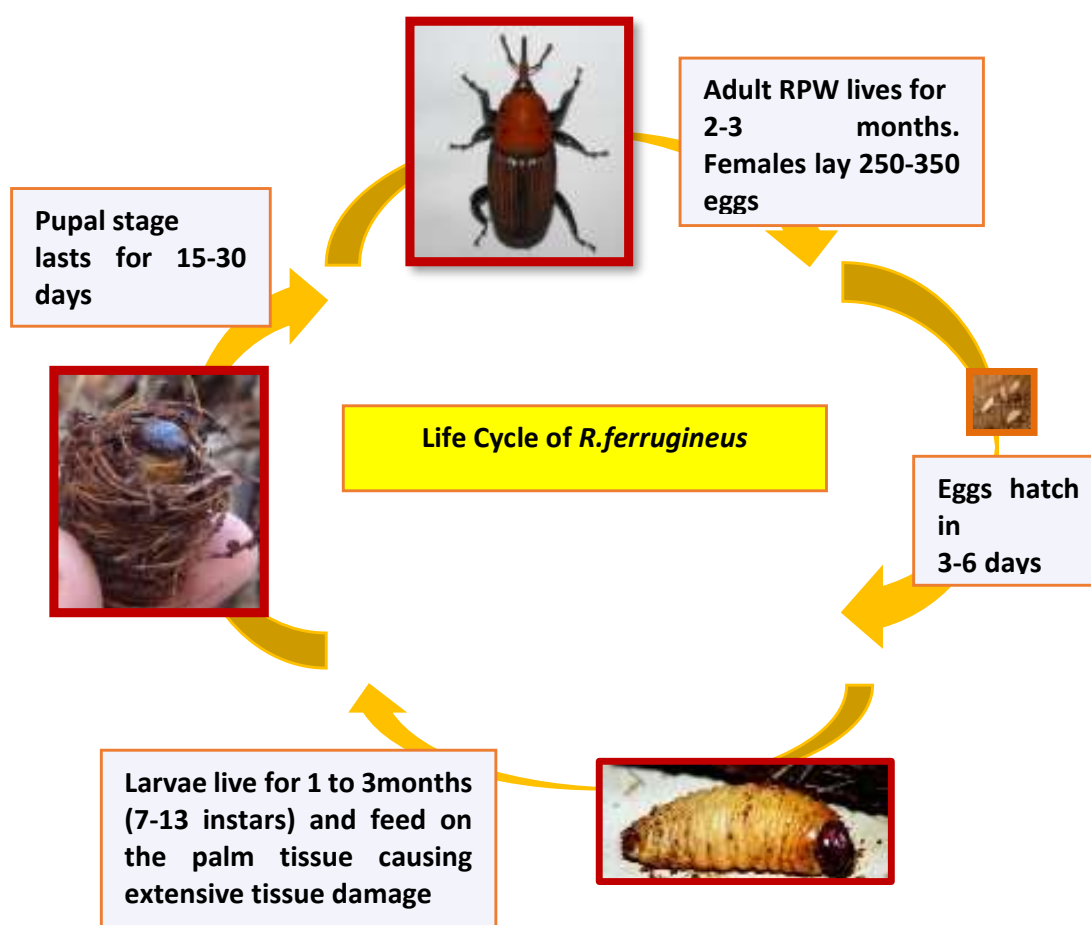 Adult RPW lives for
2-3 months.
Females lay 250-350
eggs
Pupal stage
lasts for 15-30
days
Life Cycle of R.ferrugineus
Eggs hatch
in
3-6 days
Larvae live for 1 to 3months
(7-13 instars) and feed on
the palm tissue causing
extensive tissue damage